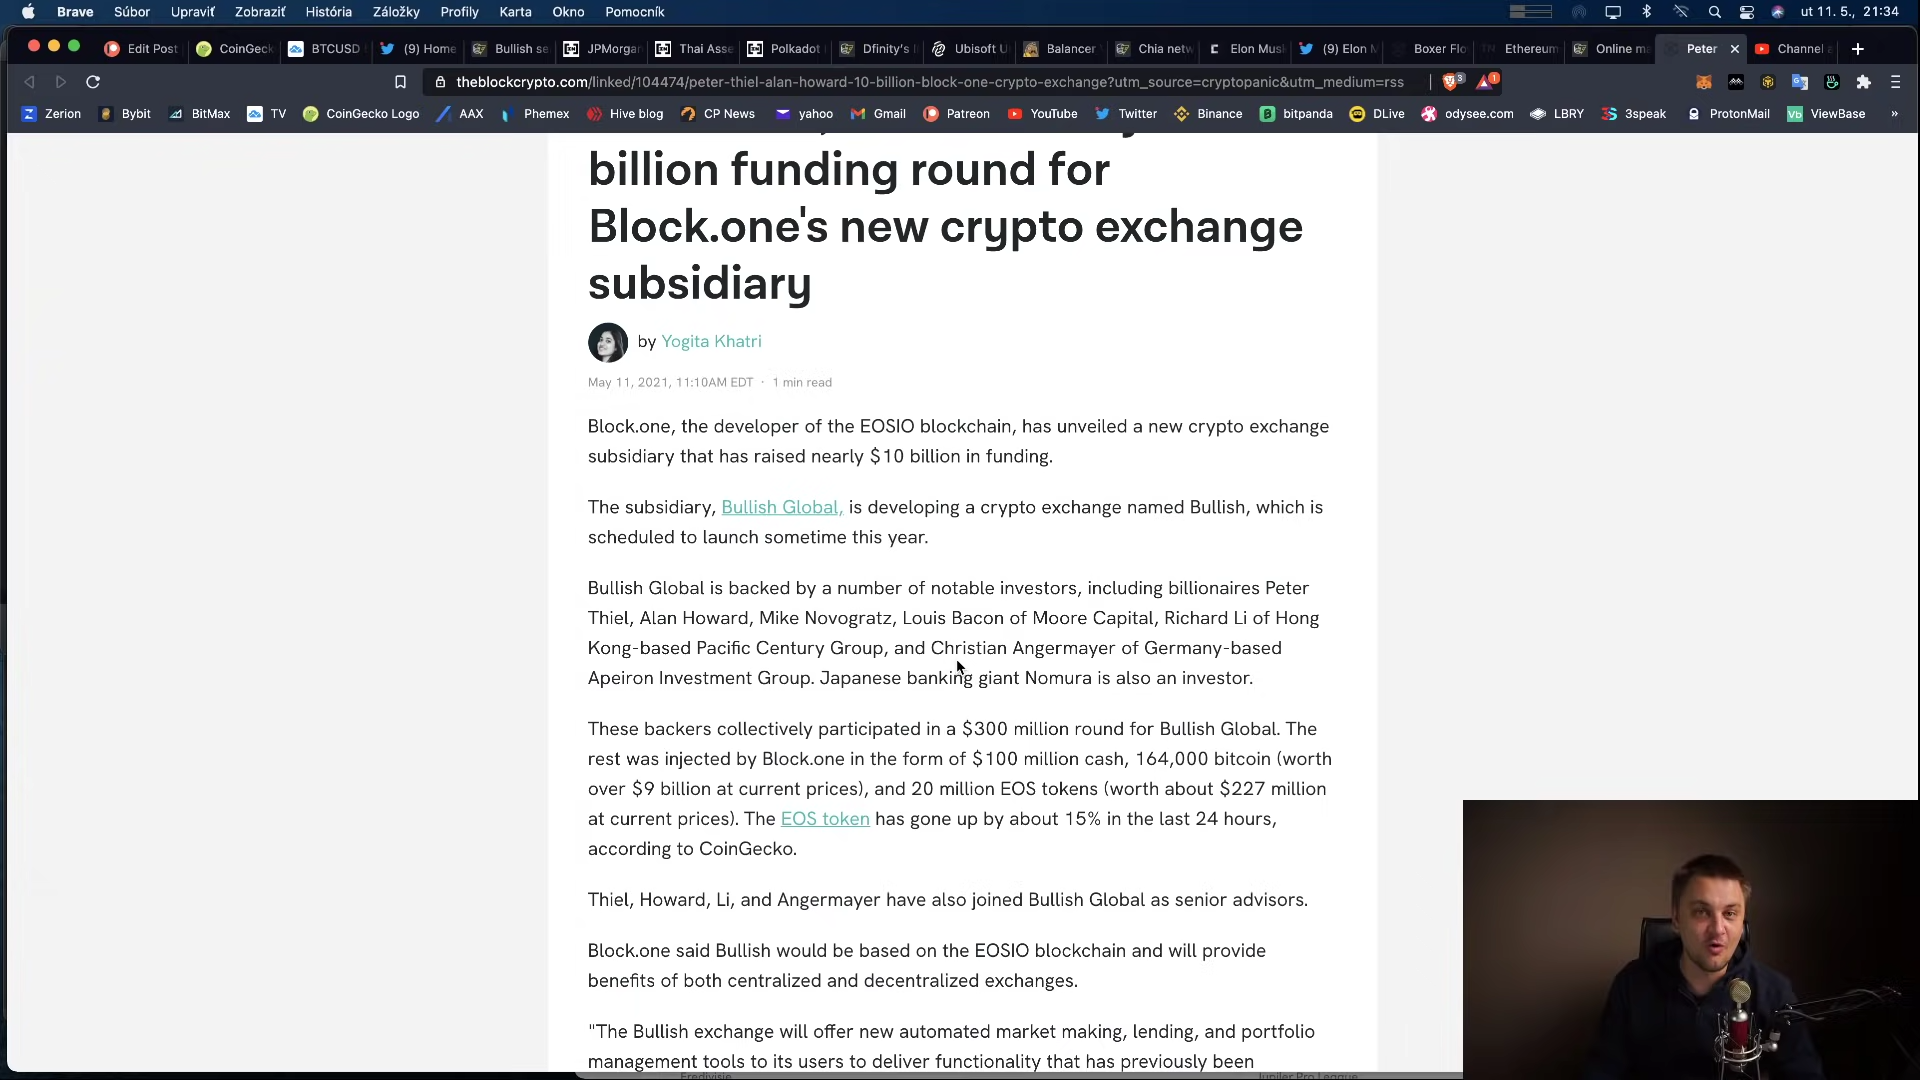 Brave Súbor Upraviť Zobraziť História Záložky Profily Karta Okno Pomocník ut 11. 5., 21:34
Edit Post CoinGeck BTCUSD (9) Home Bullish se JPMorgan Thai Asse Polkadot Dfinity's I Ubisoft U Balancer Chia netw Elon Musk (9) Elon M Boxer Flo Ethereum Online ma Peter Channel a
theblockcrypto.com/linked/104474/peter-thiel-alan-howard-10-billion-block-one-crypto-exchange?utm_source=cryptopanic&utm_medium=rss 3 1
Zerion Bybit BitMax TV CoinGecko Logo AAX Phemex Hive blog CP News yahoo Gmail Patreon YouTube Twitter Binance bitpanda DLive odysee.com LBRY 3speak ProtonMail ViewBase »
billion funding round for
Block.one's new crypto exchange
subsidiary
by Yogita Khatri
May 11, 2021, 11:10AM EDT · 1 min read
Block.one, the developer of the EOSIO blockchain, has unveiled a new crypto exchange
subsidiary that has raised nearly $10 billion in funding.
The subsidiary, Bullish Global, is developing a crypto exchange named Bullish, which is
scheduled to launch sometime this year.
Bullish Global is backed by a number of notable investors, including billionaires Peter
Thiel, Alan Howard, Mike Novogratz, Louis Bacon of Moore Capital, Richard Li of Hong
Kong-based Pacific Century Group, and Christian Angermayer of Germany-based
Apeiron Investment Group. Japanese banking giant Nomura is also an investor.
These backers collectively participated in a $300 million round for Bullish Global. The
rest was injected by Block.one in the form of $100 million cash, 164,000 bitcoin (worth
over $9 billion at current prices), and 20 million EOS tokens (worth about $227 million
at current prices). The EOS token has gone up by about 15% in the last 24 hours,
according to CoinGecko.
Thiel, Howard, Li, and Angermayer have also joined Bullish Global as senior advisors.
Block.one said Bullish would be based on the EOSIO blockchain and will provide
benefits of both centralized and decentralized exchanges.
"The Bullish exchange will offer new automated market making, lending, and portfolio
management tools to its users to deliver functionality that has previously been